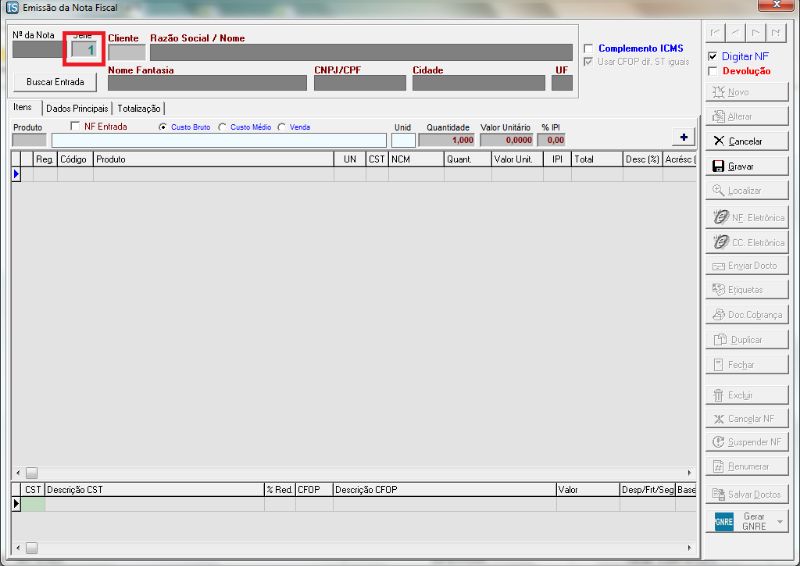 TS Emissão da Nota Fiscal
Nº da Nota
Série
Cliente
Razão Social / Nome
1
Complemento ICMS
Usar CFOP dif. ST iguais
Buscar Entrada
Nome Fantasia
CNPJ/CPF
Cidade
UF
Itens
Dados Principais
Totalização
Produto
NF Entrada
Custo Bruto
Custo Médio
Venda
Unid
Quantidade
Valor Unitário
% IPI
1,000
0,0000
0,00
+
Reg.
Código
Produto
UN
CST
NCM
Quant.
Valor Unit.
IPI
Total
Desc (%)
Acrésc (
CST
Descrição CST
% Red.
CFOP
Descrição CFOP
Valor
Desp/Frt/Seg
Base
Digitar NF
Devolução
Novo
Alterar
Cancelar
Gravar
Localizar
NF. Eletrônica
CC. Eletrônica
Enviar Docto
Etiquetas
Doc.Cobrança
Duplicar
Fechar
Excluir
Cancelar NF
Suspender NF
Renumerar
Salvar Doctos
GNRE
Gerar
GNRE